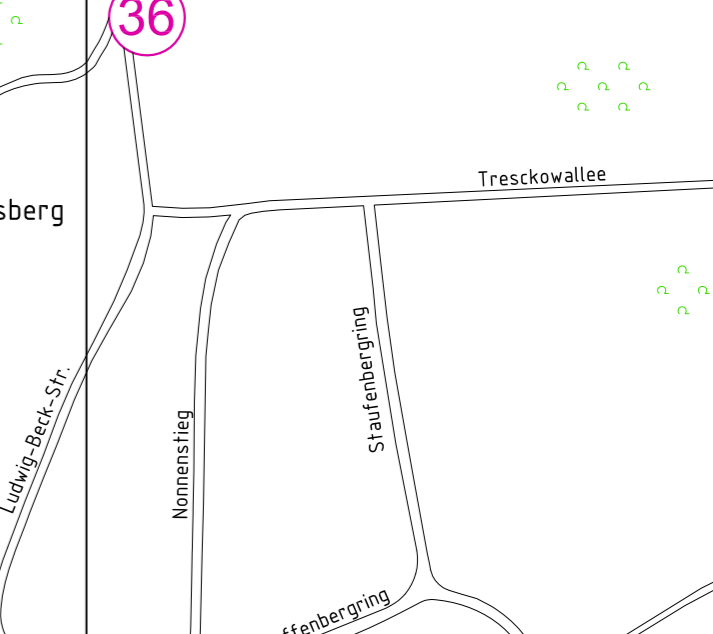 36
Tresckowallee
sberg
Staufenbergring
Ludwig-Beck-Str.
Nonnenstieg
ffenbergring